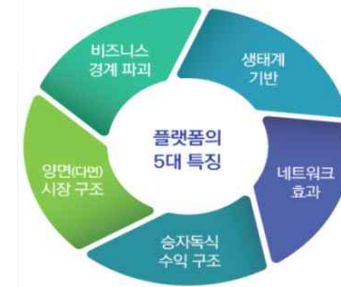 플랫폼의
5대 특징
비즈니스
경계 파괴
생태계
기반
네트워크
효과
승자독식
수익 구조
양면(다면)
시장 구조